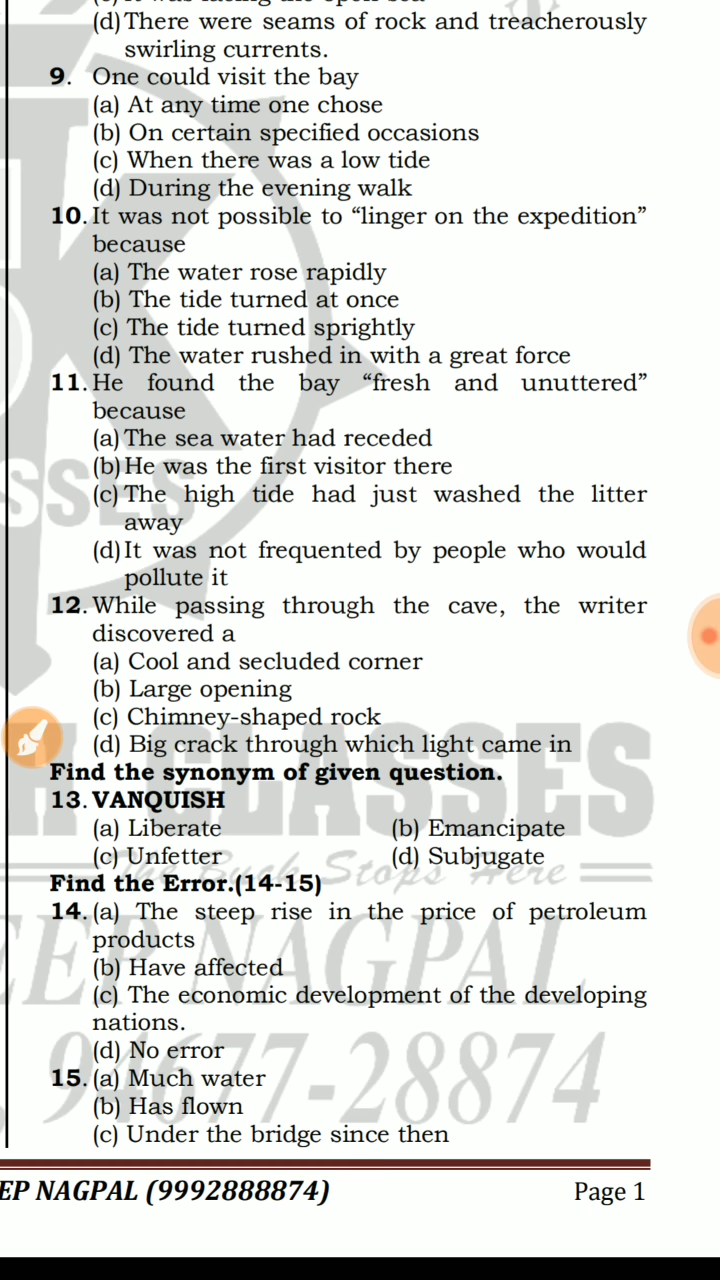 (d)There were seams of rock and treacherously
swirling currents.
9. One could visit the bay
(a) At any time one chose
(b) On certain specified occasions
(c) When there was a low tide
(d) During the evening walk
10. It was not possible to “linger on the expedition”
because
(a) The water rose rapidly
(b) The tide turned at once
(c) The tide turned sprightly
(d) The water rushed in with a great force
11. He found the bay “fresh and unuttered”
because
(a)The sea water had receded
(b)He was the first visitor there
(c)The high tide had just washed the litter
away
(d)It was not frequented by people who would
pollute it
12. While passing through the cave, the writer
discovered a
(a) Cool and secluded corner
(b) Large opening
(c) Chimney-shaped rock
(d) Big crack through which light came in
Find the synonym of given question.
13. VANQUISH
(a) Liberate (b) Emancipate
(c) Unfetter (d) Subjugate
Find the Error.(14-15)
14. (a) The steep rise in the price of petroleum
products
(b) Have affected
(c) The economic development of the developing
nations.
(d) No error
15. (a) Much water
(b) Has flown
(c) Under the bridge since then
EP NAGPAL (9992888874) Page 1
CLASSES
The Buck Stops Here
EEP NAGPAL
94677-28874